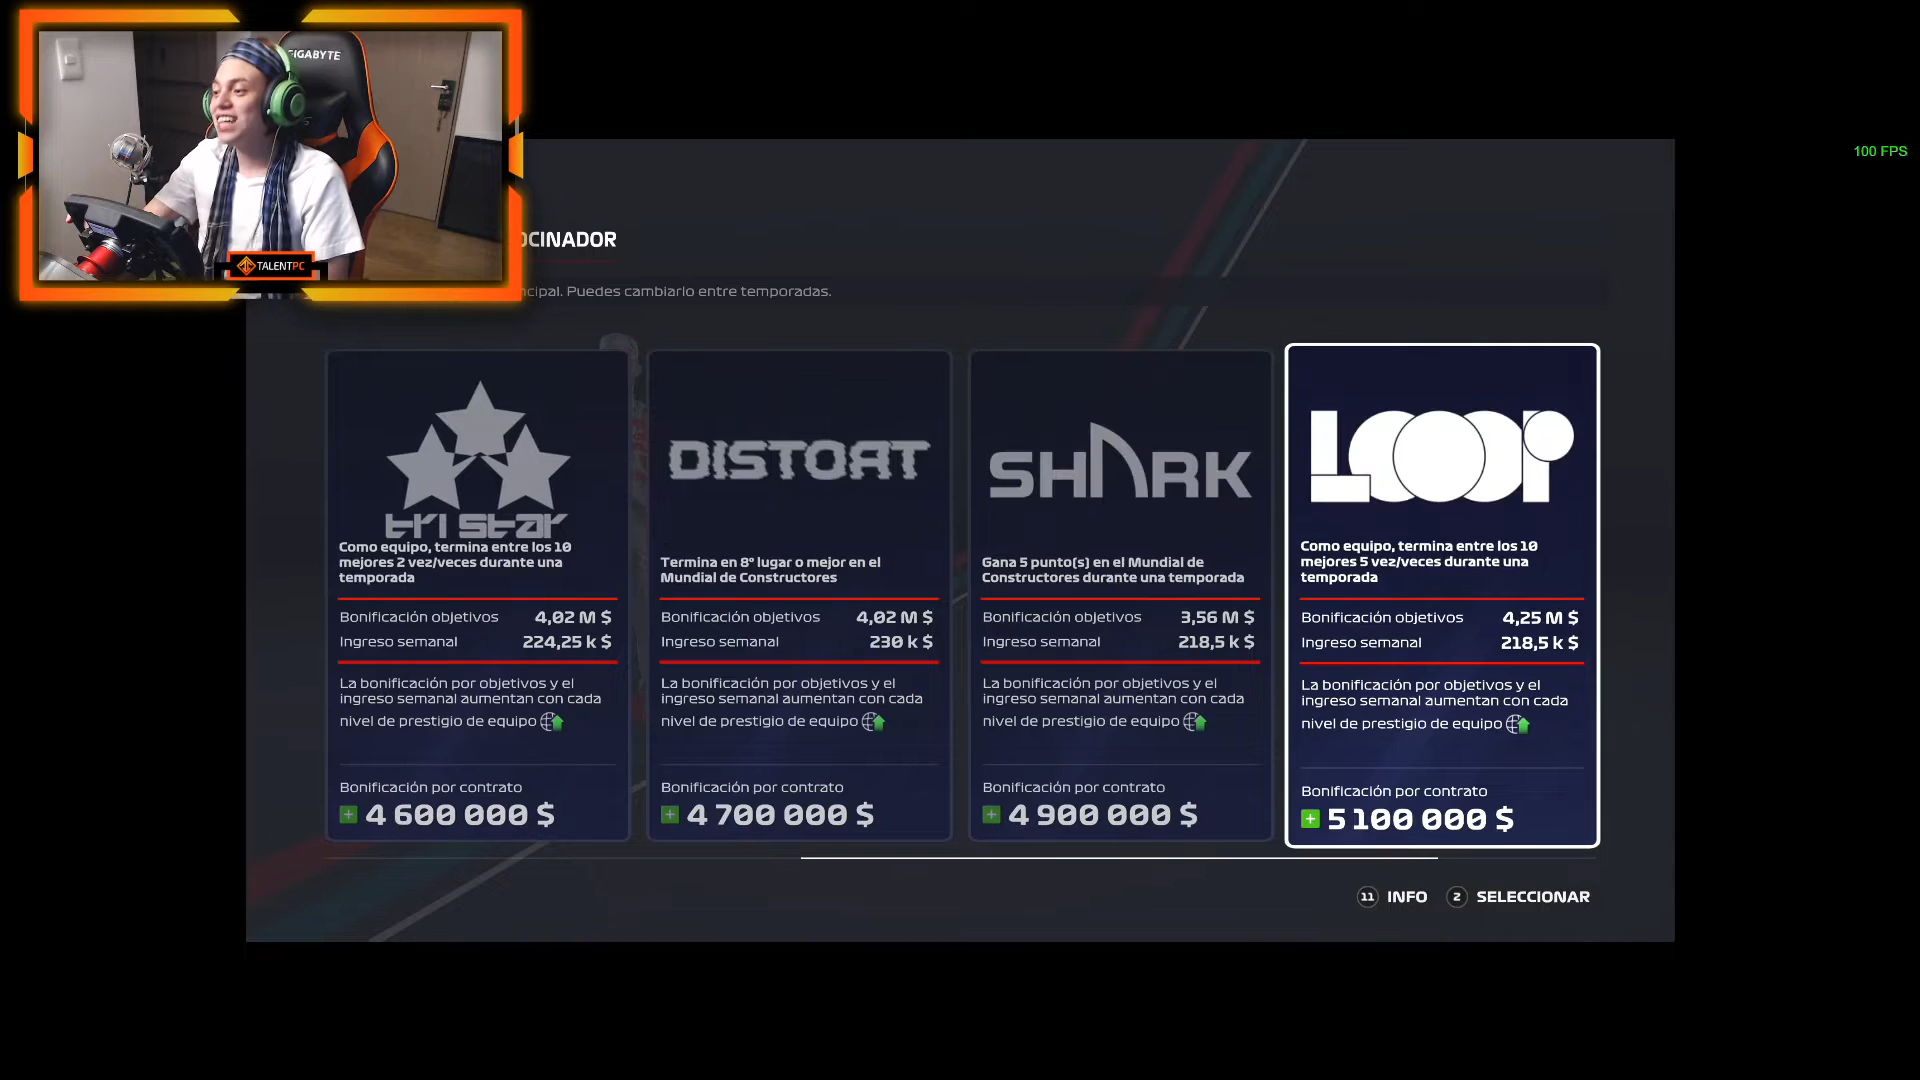 GIGABYTE
TALENTPC
100 FPS
OCINADOR
ncipal. Puedes cambiarlo entre temporadas.
tri star
Como equipo, termina entre los 10
mejores 2 vez/veces durante una
temporada
Bonificación objetivos 4,02 M $
Ingreso semanal 224,25 k $
La bonificación por objetivos y el
ingreso semanal aumentan con cada
nivel de prestigio de equipo
Bonificación por contrato
+ 4 600 000 $
DISTORT
Termina en 8º lugar o mejor en el
Mundial de Constructores
Bonificación objetivos 4,02 M $
Ingreso semanal 230 k $
La bonificación por objetivos y el
ingreso semanal aumentan con cada
nivel de prestigio de equipo
Bonificación por contrato
+ 4 700 000 $
SHARK
Gana 5 punto(s) en el Mundial de
Constructores durante una temporada
Bonificación objetivos 3,56 M $
Ingreso semanal 218,5 k $
La bonificación por objetivos y el
ingreso semanal aumentan con cada
nivel de prestigio de equipo
Bonificación por contrato
+ 4 900 000 $
LOOP
Como equipo, termina entre los 10
mejores 5 vez/veces durante una
temporada
Bonificación objetivos 4,25 M $
Ingreso semanal 218,5 k $
La bonificación por objetivos y el
ingreso semanal aumentan con cada
nivel de prestigio de equipo
Bonificación por contrato
+ 5 100 000 $
11 INFO 2 SELECCIONAR